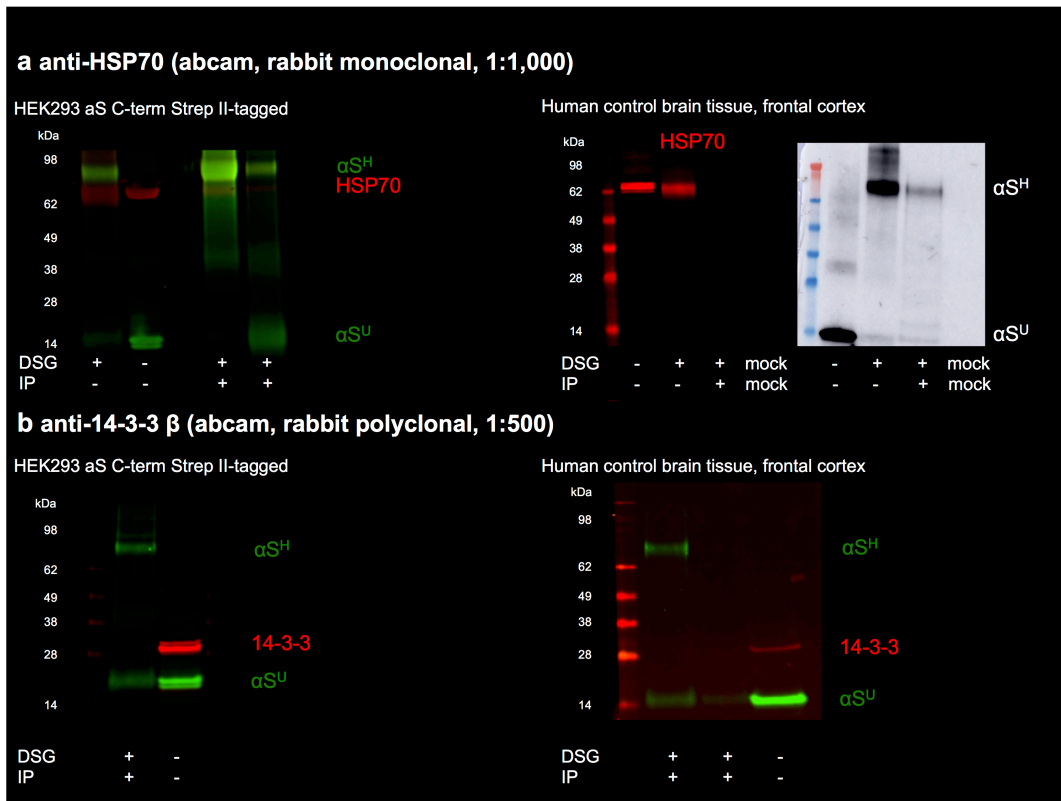 a anti-HSP70 (abcam, rabbit monoclonal, 1:1,000)
HEK293 aS C-term Strep II-tagged
kDa
98
62
49
38
28
14
αSᴴ
HSP70
αSᵁ
DSG + - + +
IP - - + +
Human control brain tissue, frontal cortex
kDa
98
62
49
38
28
14
HSP70
αSᴴ
αSᵁ
- + + mock - + + mock
- - + mock - - + mock
b anti-14-3-3 β (abcam, rabbit polyclonal, 1:500)
HEK293 aS C-term Strep II-tagged
kDa
98
62
49
38
28
14
αSᴴ
14-3-3
αSᵁ
DSG + -
IP + -
Human control brain tissue, frontal cortex
kDa
98
62
49
38
28
14
αSᴴ
14-3-3
αSᵁ
DSG + + -
IP + + -